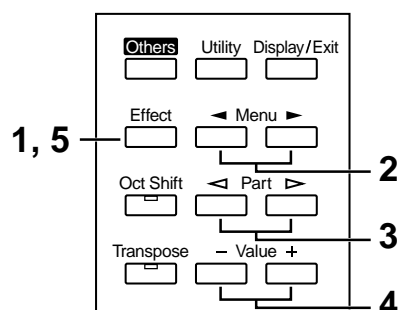 Others Utility Display/Exit
Effect ◄ Menu ►
1, 5
2
Oct Shift ◅ Part ▻
3
Transpose − Value +
4